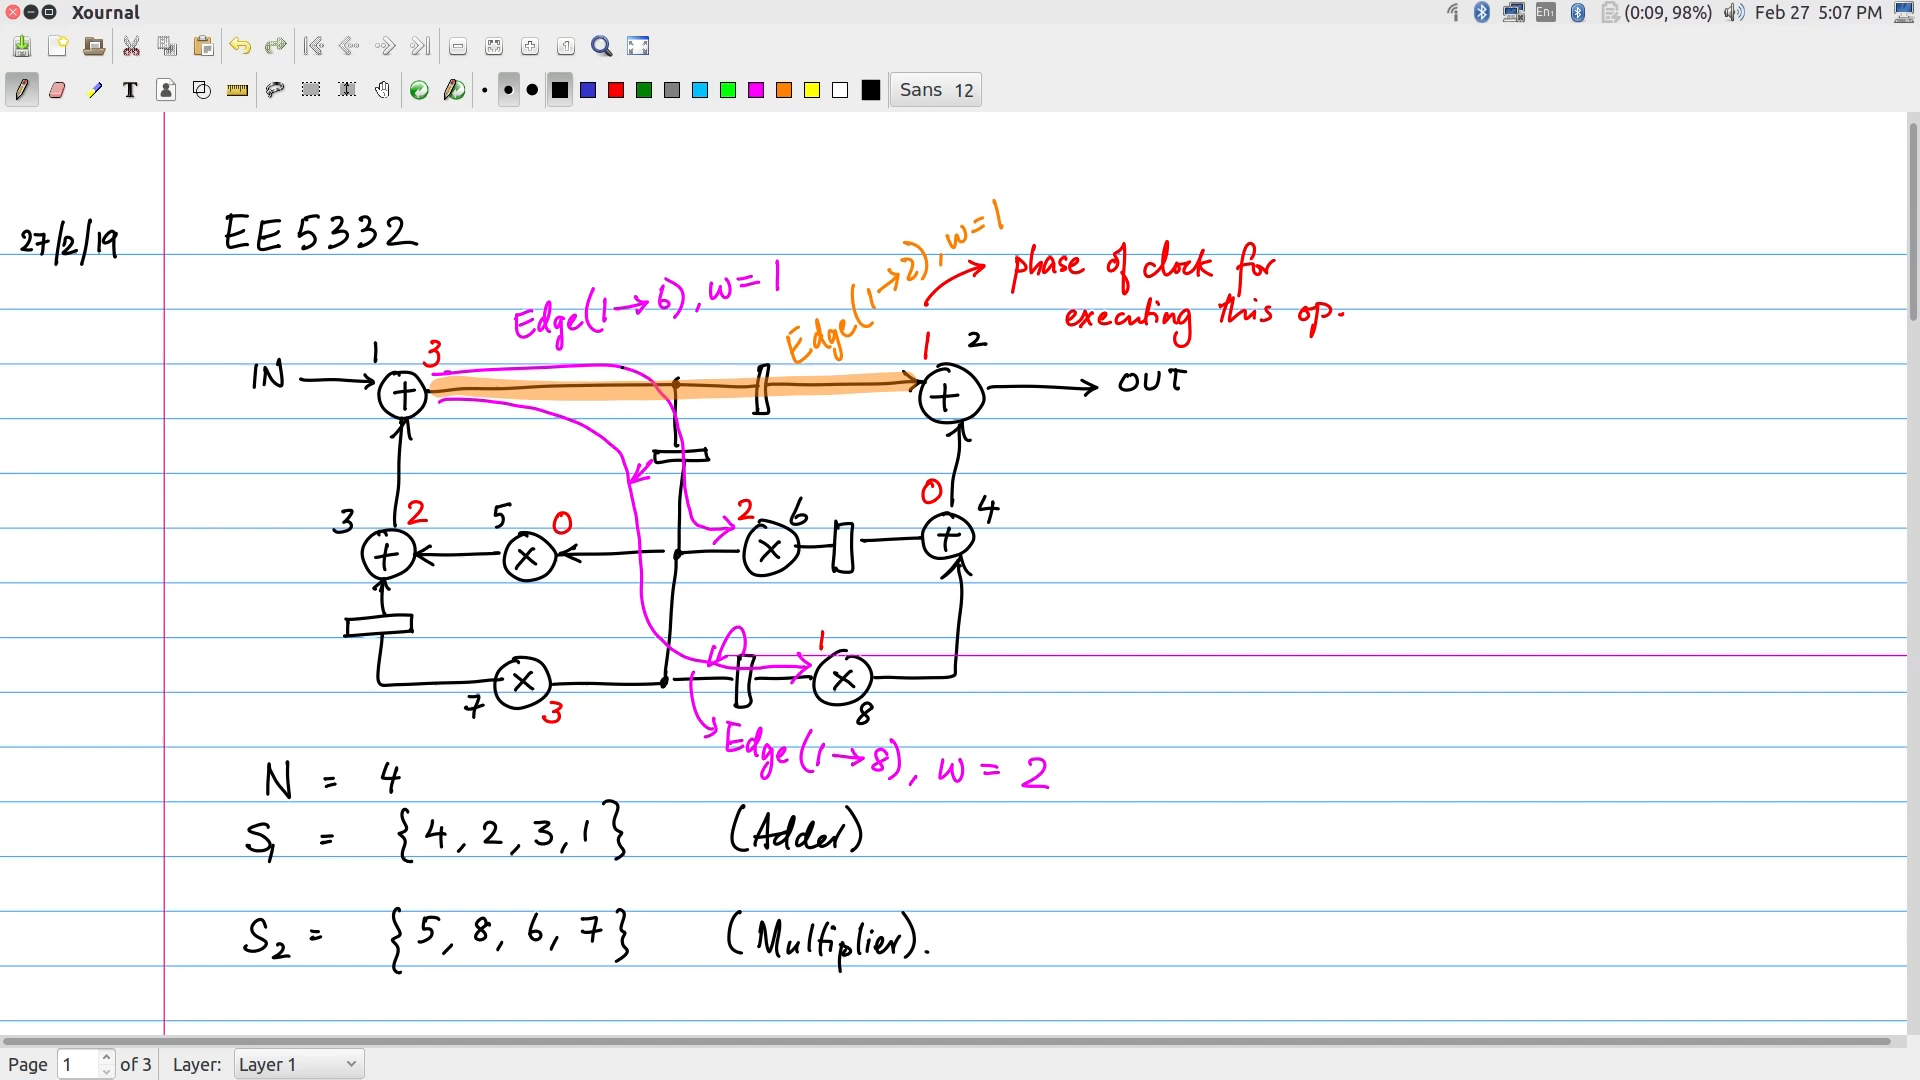 Xournal
En1
(0:09, 98%)
Feb 27 5:07 PM
T
Sans 12
27/2/19
EE5332
Edge(1→6), w=1
Edge(1→2), w=1
phase of clock for
executing this op.
IN
1
3
1
2
OUT
3
2
5
0
2
6
0
4
7
3
1
8
Edge(1→8), w = 2
N = 4
S1 = {4, 2, 3, 1} (Adder)
S2 = {5, 8, 6, 7} (Multiplier).
Page 1 of 3 Layer: Layer 1